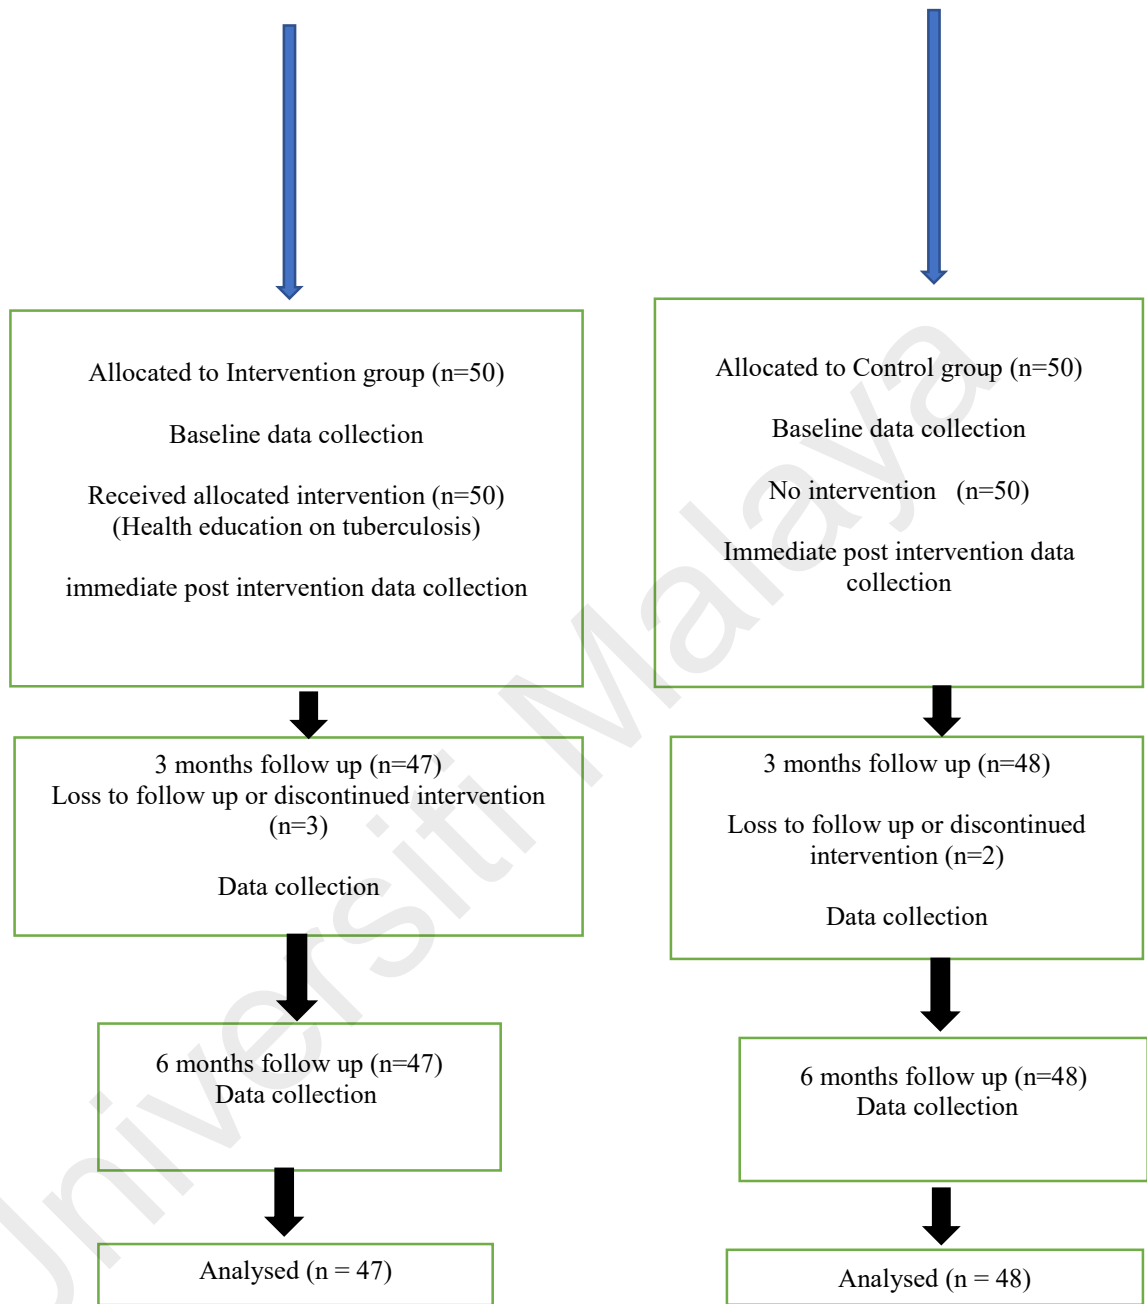 Allocated to Intervention group (n=50)
Baseline data collection
Received allocated intervention (n=50)
(Health education on tuberculosis)
immediate post intervention data collection
Allocated to Control group (n=50)
Baseline data collection
No intervention (n=50)
Immediate post intervention data
collection
3 months follow up (n=47)
Loss to follow up or discontinued intervention
(n=3)
Data collection
3 months follow up (n=48)
Loss to follow up or discontinued
intervention (n=2)
Data collection
6 months follow up (n=47)
Data collection
6 months follow up (n=48)
Data collection
Analysed (n = 47)
Analysed (n = 48)
Universiti Malaya